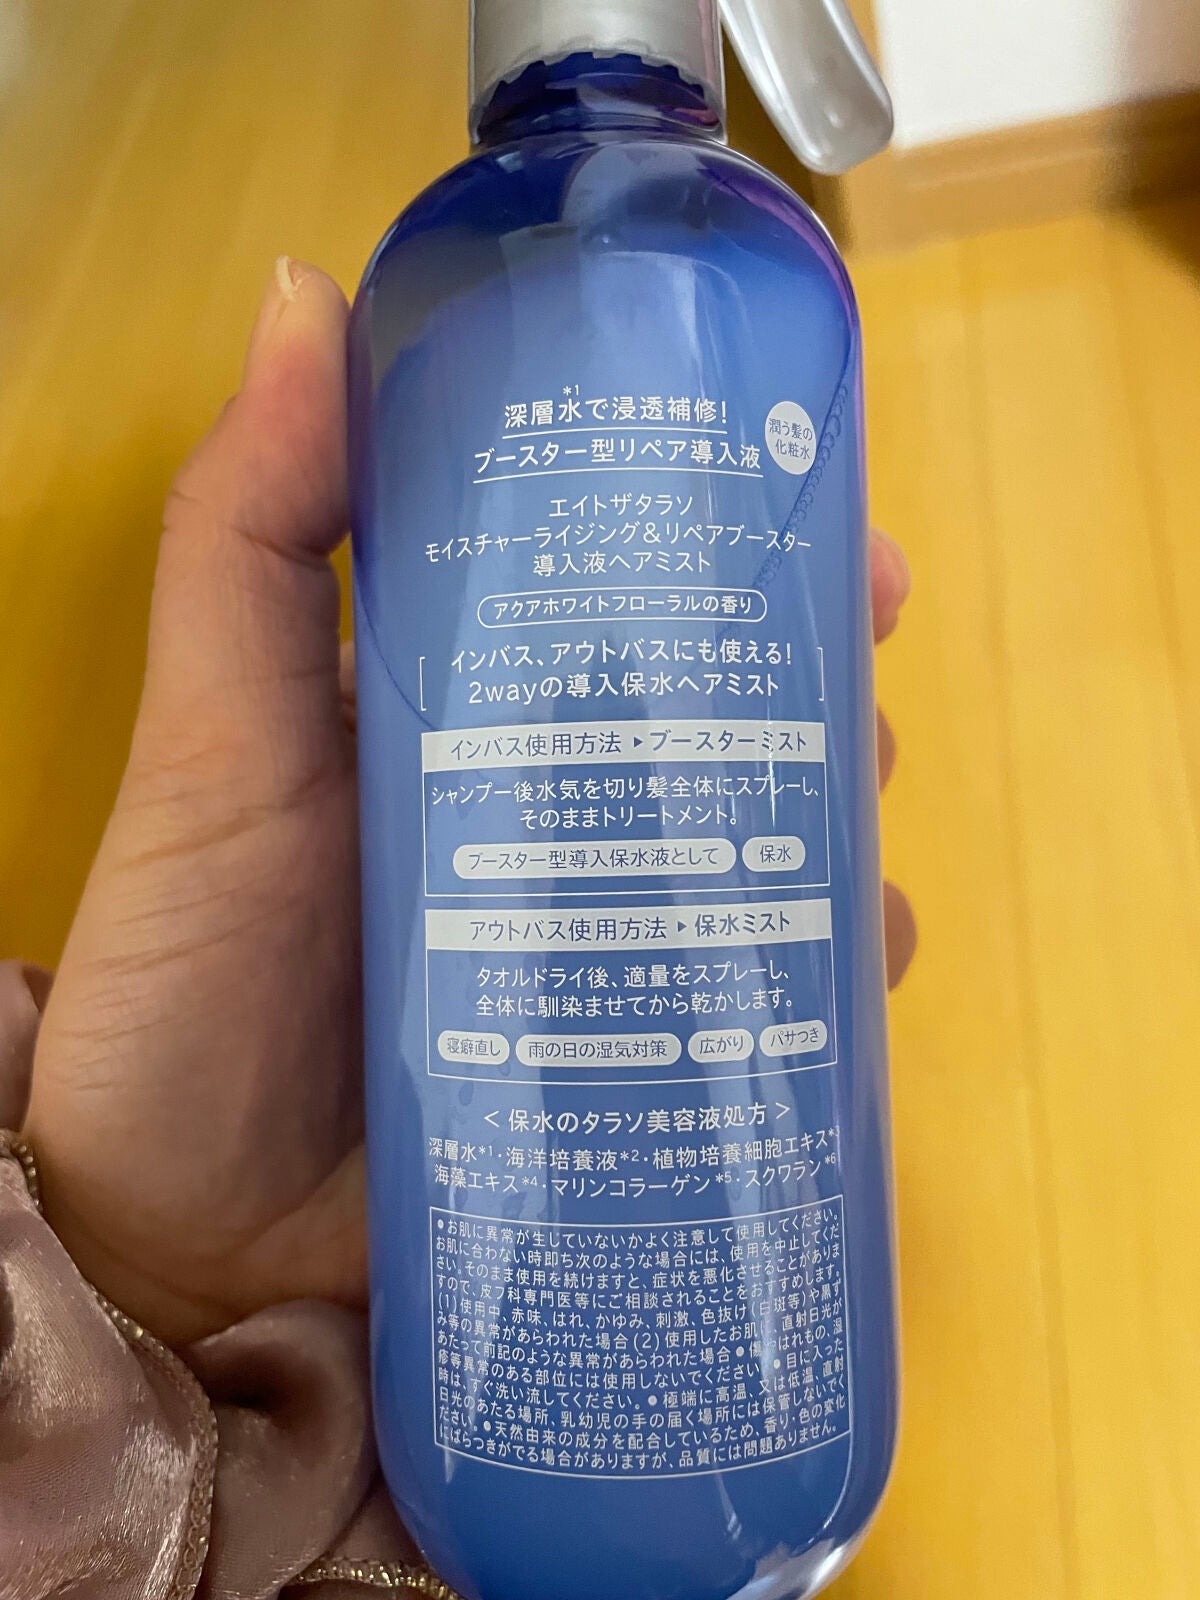 深層水*1で浸透補修!
ブースター型リペア導入液
潤う髪の
化粧水
エイトザタラソ
モイスチャーライジング&リペアブースター
導入液ヘアミスト
アクアホワイトフローラルの香り
インバス、アウトバスにも使える!
2wayの導入保水ヘアミスト
インバス使用方法▶ブースターミスト
シャンプー後水気を切り髪全体にスプレーし、
そのままトリートメント。
ブースター型導入保水液として 保水
アウトバス使用方法▶保水ミスト
タオルドライ後、適量をスプレーし、
全体に馴染ませてから乾かします。
寝癖直し 雨の日の湿気対策 広がり パサつき
<保水のタラソ美容液処方>
深層水*1・海洋培養液*2・植物培養細胞エキス*3
海藻エキス*4・マリンコラーゲン*5・スクワラン*6
●お肌に異常が生じていないかよく注意して使用してください。
お肌に合わない時即ち次のような場合には、使用を中止してくだ
さい。そのまま使用を続けますと、症状を悪化させることがありま
すので、皮フ科専門医等にご相談されることをおすすめします。
(1)使用中、赤味、はれ、かゆみ、刺激、色抜け(白斑等)や黒ず
み等の異常があらわれた場合(2)使用したお肌に、直射日光が
あたって前記のような異常があらわれた場合●傷やはれもの、湿
疹等異常のある部位には使用しないでください。●目に入った
時は、すぐ洗い流してください。●極端に高温、又は低温、直射
日光のあたる場所、乳幼児の手の届く場所には保管しないでく
ださい。●天然由来の成分を配合しているため、香り・色の変化
にばらつきがでる場合がありますが、品質には問題ありません。